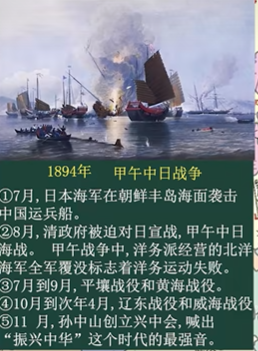 1894年 甲午中日战争
①7月,日本海军在朝鲜丰岛海面袭击
中国运兵船。
②8月,清政府被迫对日宣战,甲午中日
海战。 甲午战争中,洋务派经营的北洋
海军全军覆没标志着洋务运动失败。
③7月到9月,平壤战役和黄海战役。
④10月到次年4月,辽东战役和威海战役
⑤11 月,孙中山创立兴中会,喊出
“振兴中华”这个时代的最强音。